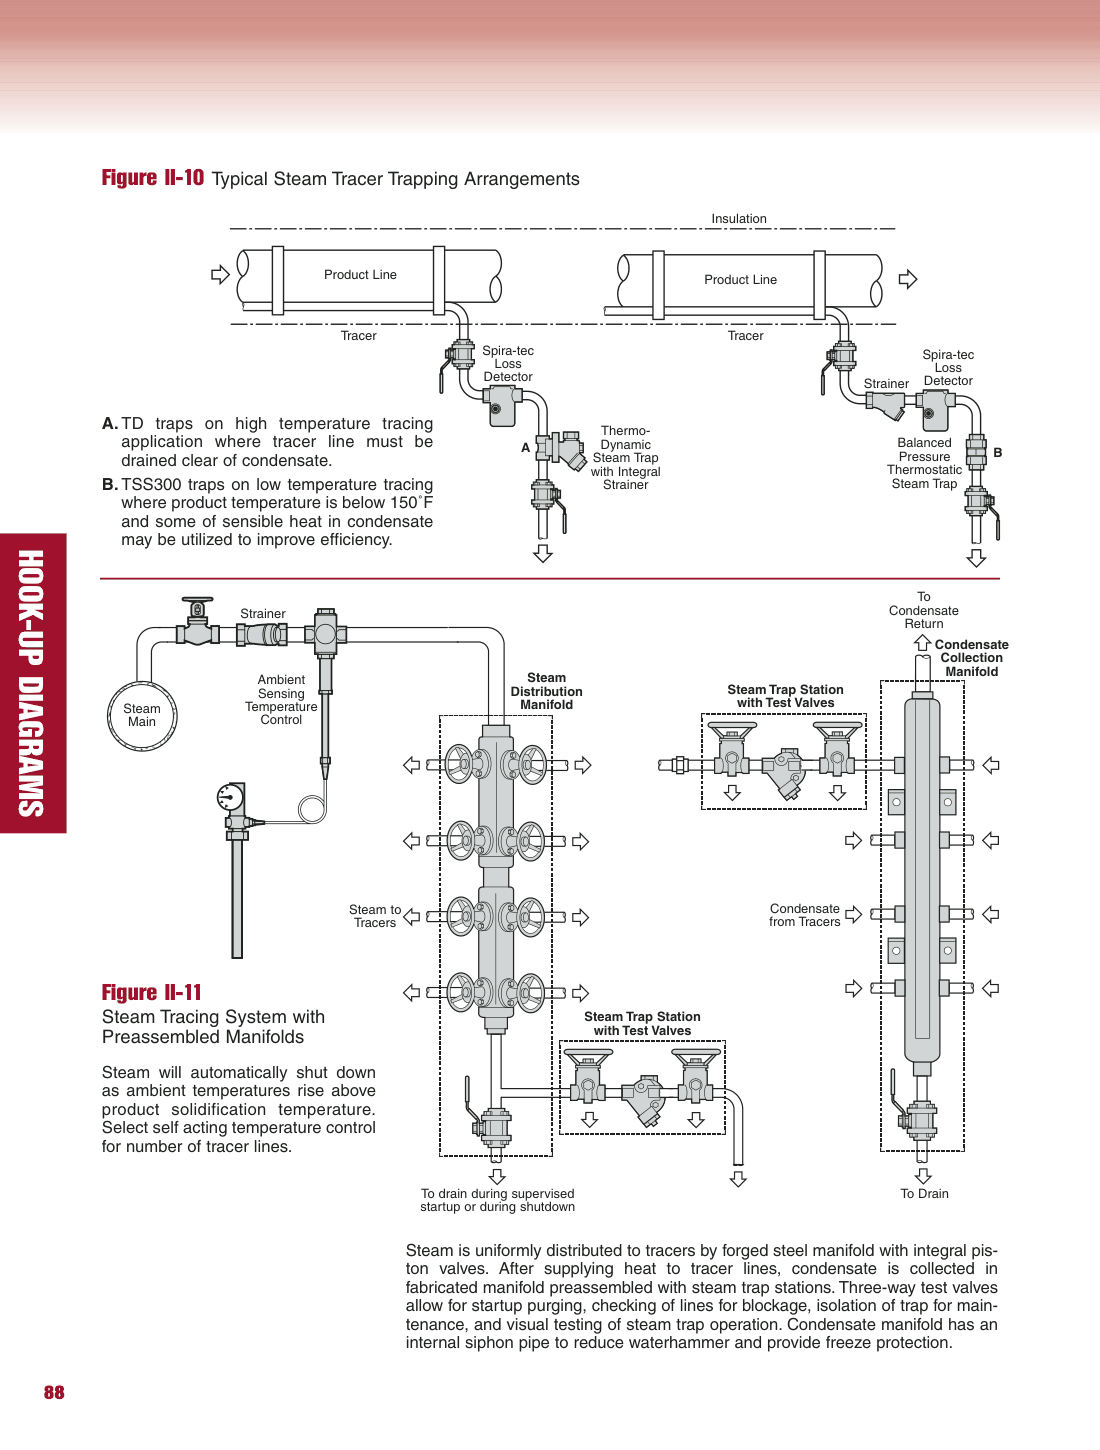 Figure II-10 Typical Steam Tracer Trapping Arrangements
Insulation
Product Line
Product Line
Tracer
Tracer
Spira-tec
Loss
Detector
Spira-tec
Loss
Detector
Strainer
A
Thermo-
Dynamic
Steam Trap
with Integral
Strainer
Balanced
Pressure
Thermostatic
Steam Trap
B
A. TD traps on high temperature tracing
application where tracer line must be
drained clear of condensate.
B. TSS300 traps on low temperature tracing
where product temperature is below 150˚F
and some of sensible heat in condensate
may be utilized to improve efficiency.
HOOK-UP DIAGRAMS
Strainer
Steam
Main
Ambient
Sensing
Temperature
Control
Steam
Distribution
Manifold
To
Condensate
Return
Condensate
Collection
Manifold
Steam Trap Station
with Test Valves
Steam to
Tracers
Condensate
from Tracers
Steam Trap Station
with Test Valves
To drain during supervised
startup or during shutdown
To Drain
Figure II-11
Steam Tracing System with
Preassembled Manifolds
Steam will automatically shut down
as ambient temperatures rise above
product solidification temperature.
Select self acting temperature control
for number of tracer lines.
Steam is uniformly distributed to tracers by forged steel manifold with integral pis-
ton valves. After supplying heat to tracer lines, condensate is collected in
fabricated manifold preassembled with steam trap stations. Three-way test valves
allow for startup purging, checking of lines for blockage, isolation of trap for main-
tenance, and visual testing of steam trap operation. Condensate manifold has an
internal siphon pipe to reduce waterhammer and provide freeze protection.
88